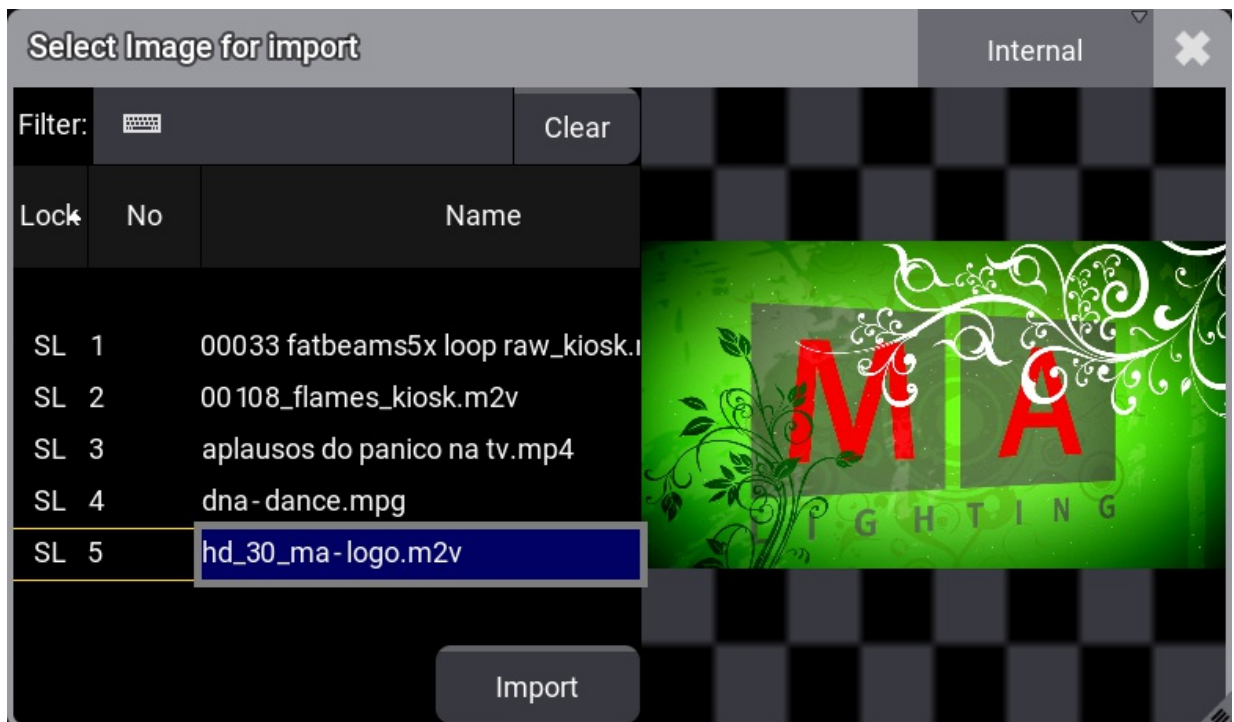 Select Image for import
Internal
Filter:
Clear
Lock No Name
SL 1 00033 fatbeams5x loop raw_kiosk.
SL 2 00108_flames_kiosk.m2v
SL 3 aplausos do panico na tv.mp4
SL 4 dna-dance.mpg
SL 5 hd_30_ma-logo.m2v
Import
M A
LIGHTING